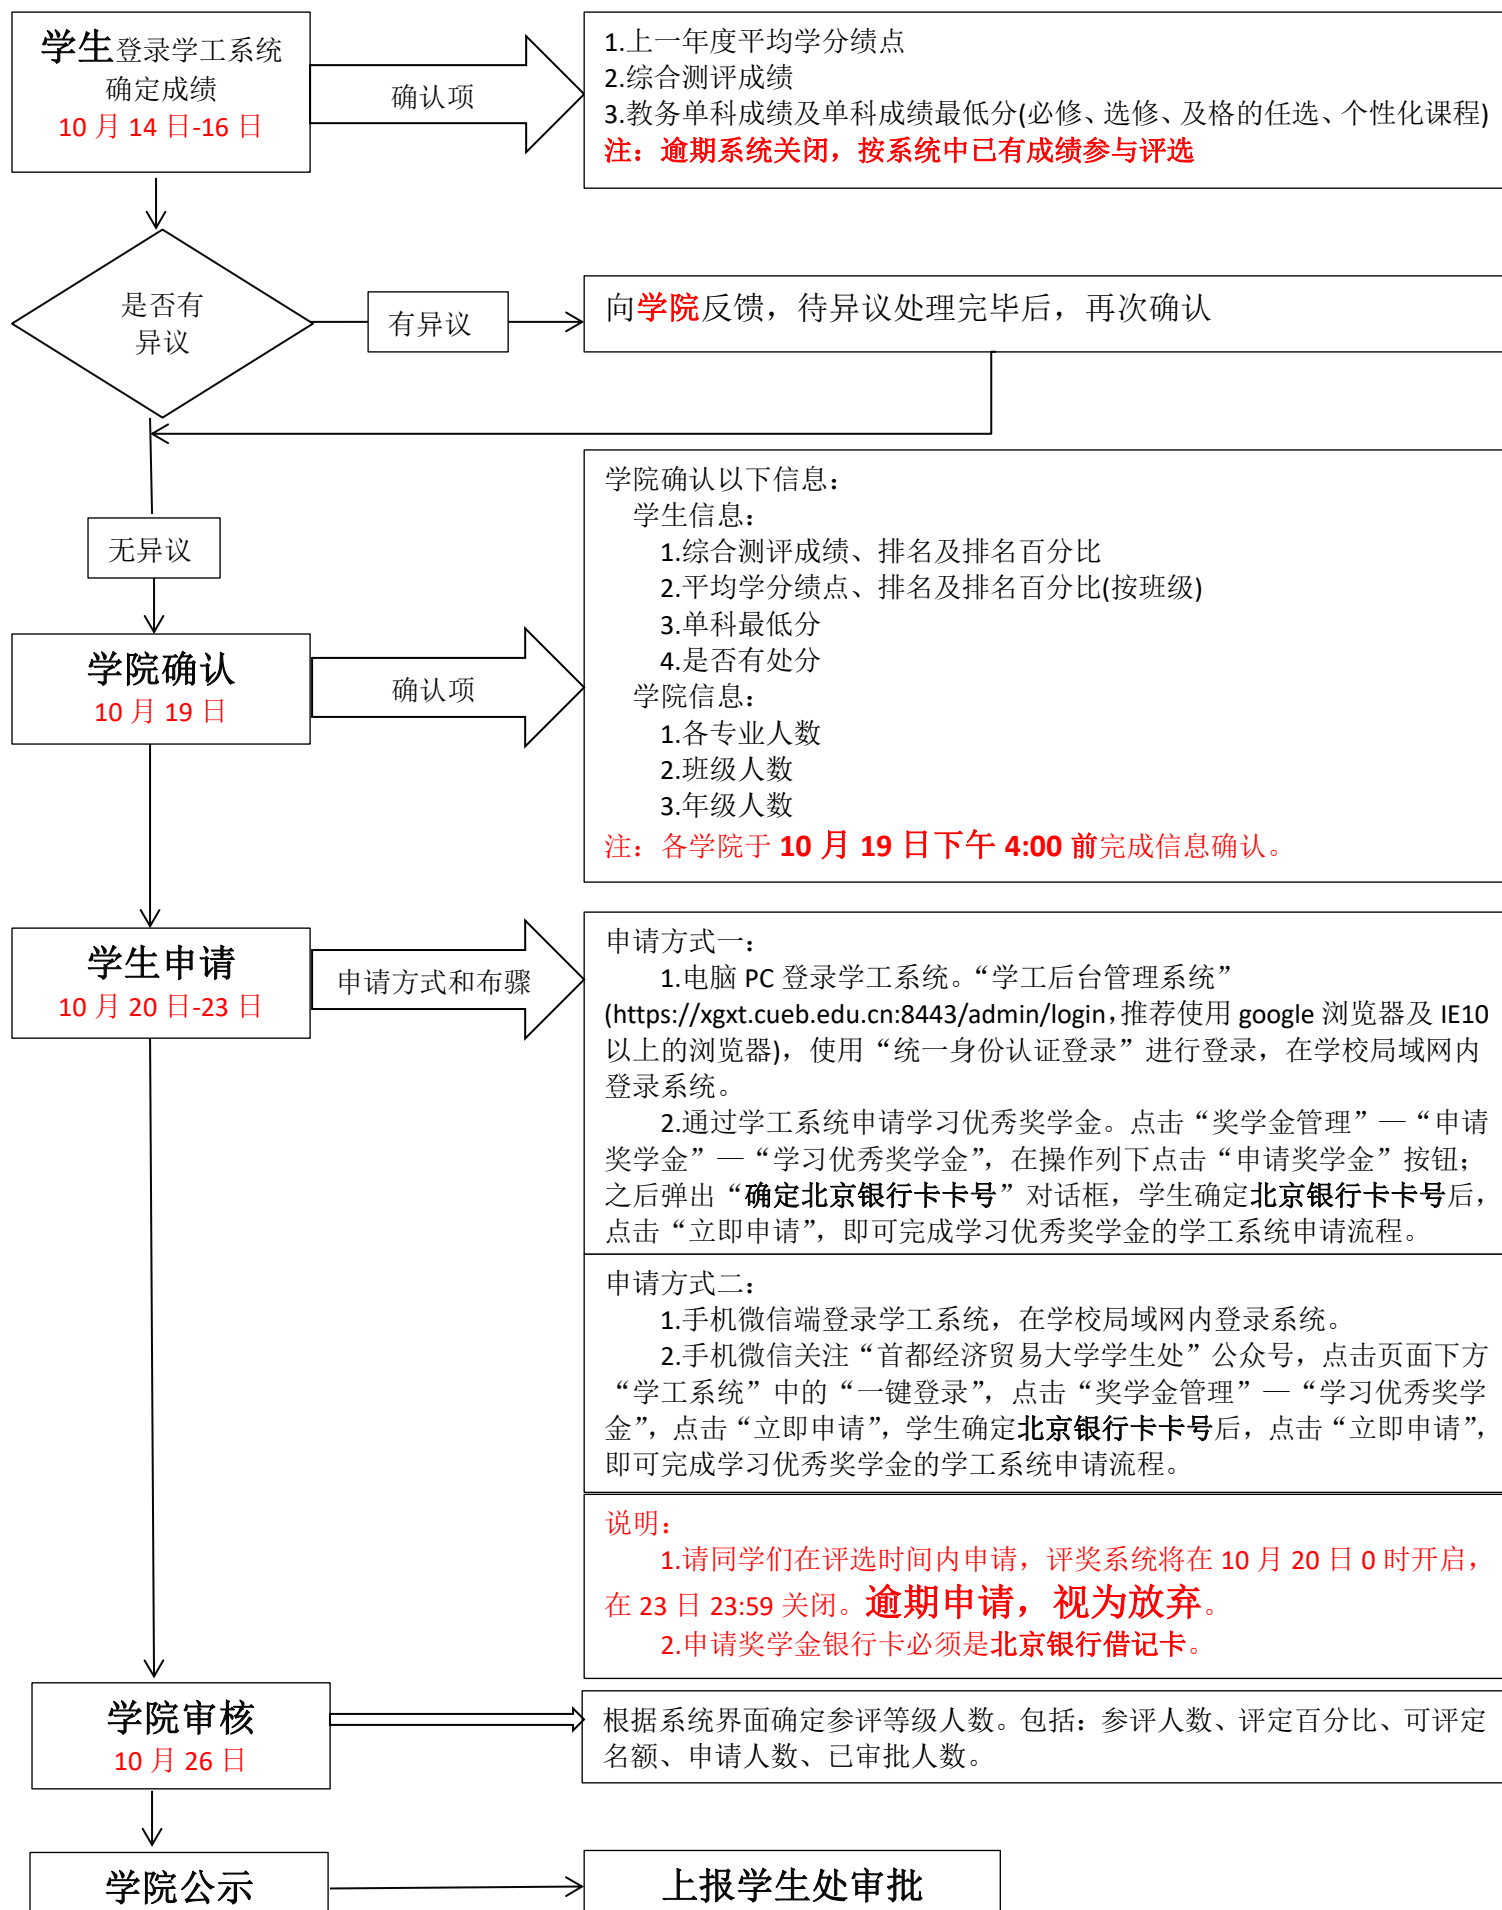 学生登录学工系统
确定成绩
10 月 14 日-16 日
确认项
1.上一年度平均学分绩点
2.综合测评成绩
3.教务单科成绩及单科成绩最低分(必修、选修、及格的任选、个性化课程)
注：逾期系统关闭，按系统中已有成绩参与评选
是否有
异议
有异议
向学院反馈，待异议处理完毕后，再次确认
无异议
学院确认
10 月 19 日
确认项
学院确认以下信息：
学生信息：
1.综合测评成绩、排名及排名百分比
2.平均学分绩点、排名及排名百分比(按班级)
3.单科最低分
4.是否有处分
学院信息：
1.各专业人数
2.班级人数
3.年级人数
注：各学院于 10 月 19 日下午 4:00 前完成信息确认。
学生申请
10 月 20 日-23 日
申请方式和布骤
申请方式一：
1.电脑 PC 登录学工系统。“学工后台管理系统”
(https://xgxt.cueb.edu.cn:8443/admin/login，推荐使用 google 浏览器及 IE10
以上的浏览器)，使用“统一身份认证登录”进行登录，在学校局域网内
登录系统。
2.通过学工系统申请学习优秀奖学金。点击“奖学金管理”—“申请
奖学金”—“学习优秀奖学金”，在操作列下点击“申请奖学金”按钮；
之后弹出“确定北京银行卡卡号”对话框，学生确定北京银行卡卡号后，
点击“立即申请”，即可完成学习优秀奖学金的学工系统申请流程。
申请方式二：
1.手机微信端登录学工系统，在学校局域网内登录系统。
2.手机微信关注“首都经济贸易大学学生处”公众号，点击页面下方
“学工系统”中的“一键登录”，点击“奖学金管理”—“学习优秀奖学
金”，点击“立即申请”，学生确定北京银行卡卡号后，点击“立即申请”，
即可完成学习优秀奖学金的学工系统申请流程。
说明：
1.请同学们在评选时间内申请，评奖系统将在 10 月 20 日 0 时开启，
在 23 日 23:59 关闭。逾期申请，视为放弃。
2.申请奖学金银行卡必须是北京银行借记卡。
学院审核
10 月 26 日
根据系统界面确定参评等级人数。包括：参评人数、评定百分比、可评定
名额、申请人数、已审批人数。
学院公示
上报学生处审批